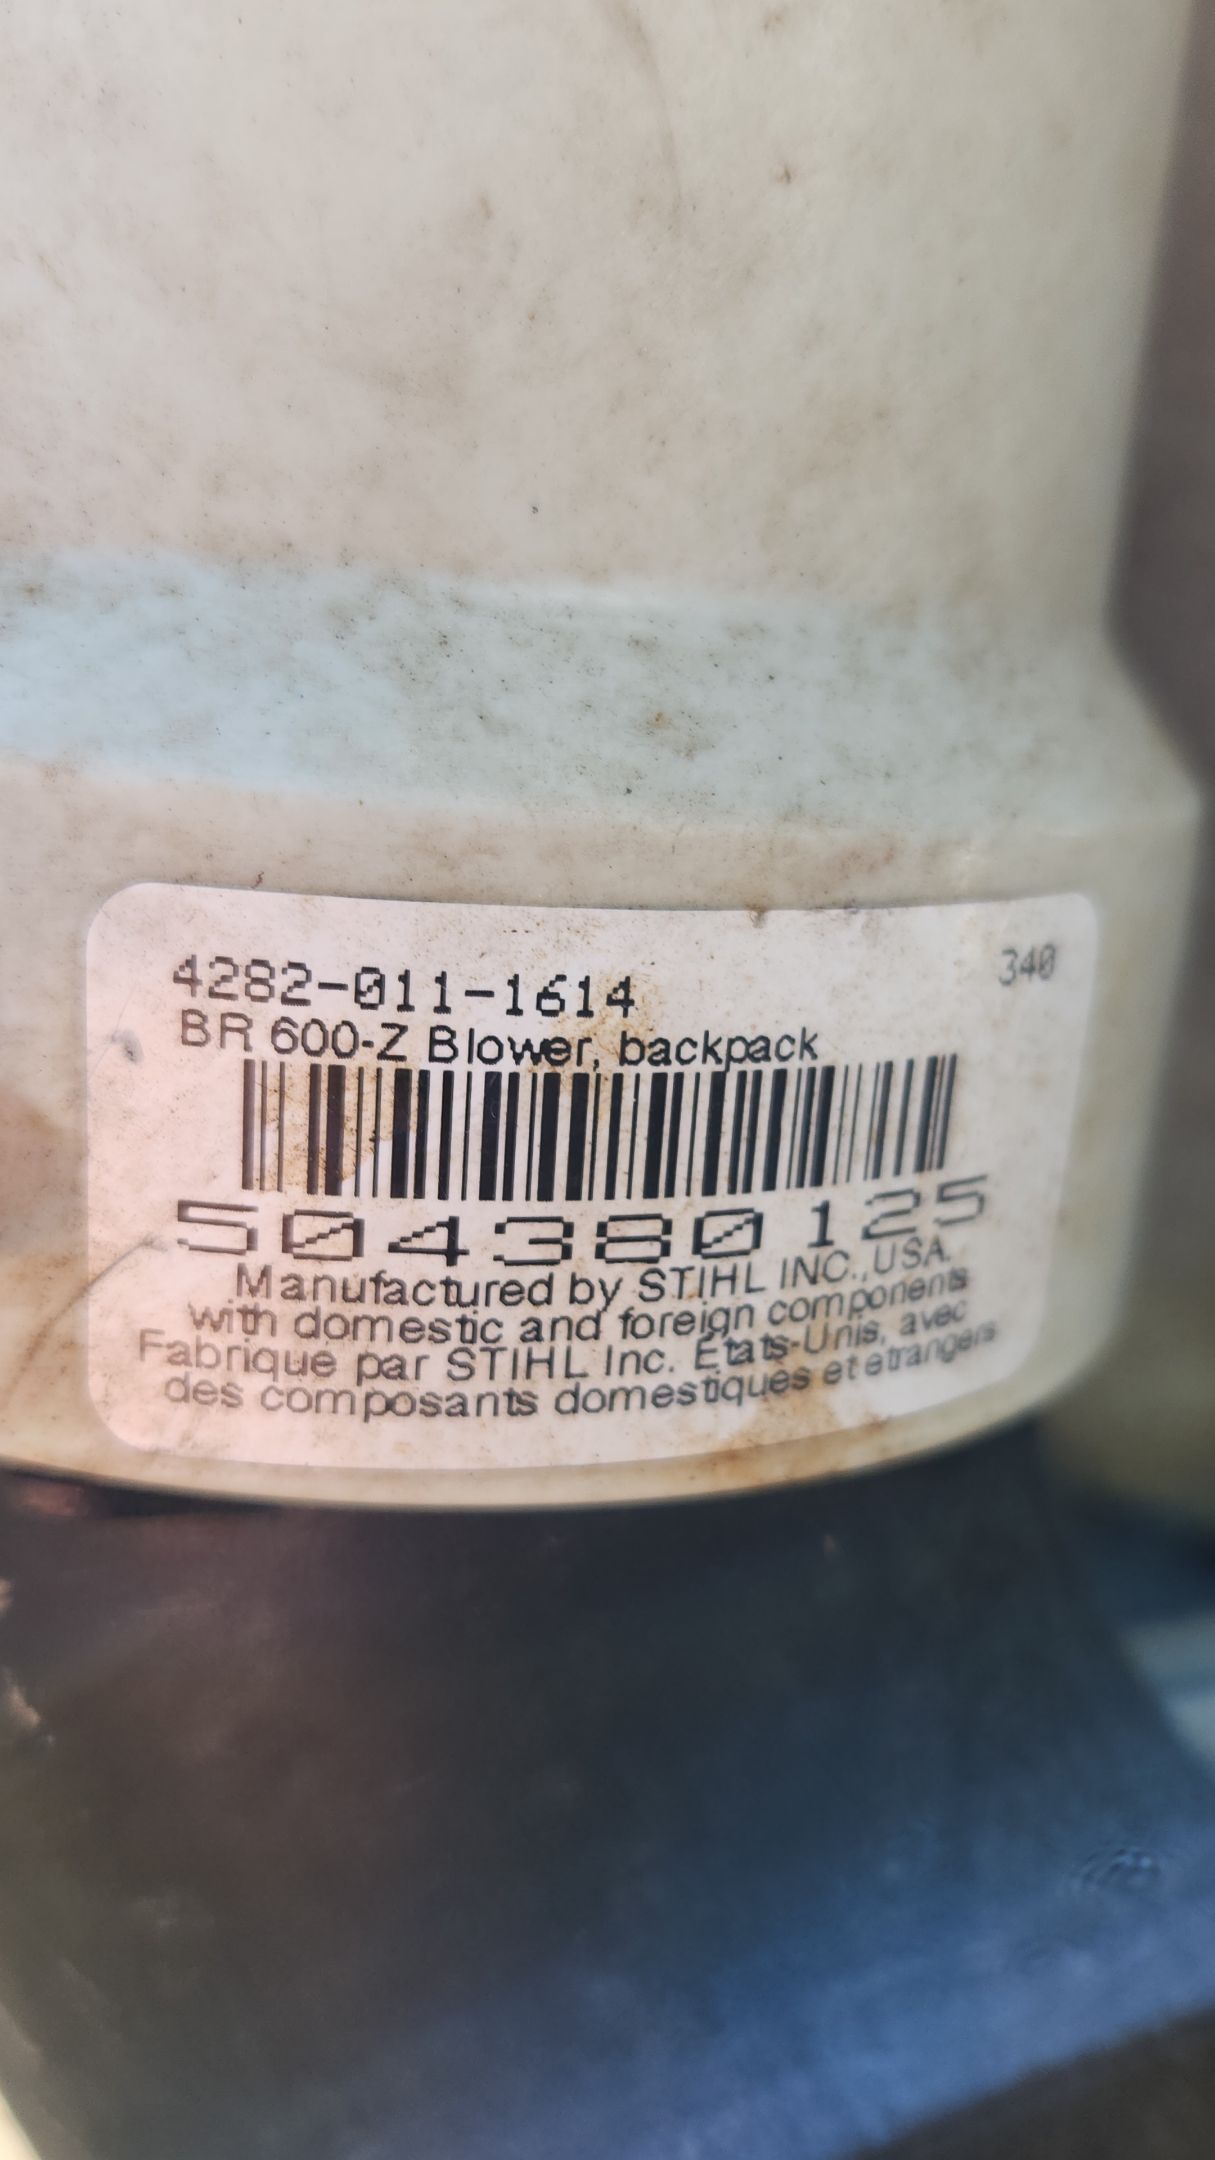 340
4282-011-1614
BR 600-Z Blower, backpack
504380125
Manufactured by STIHL INC.,USA.
with domestic and foreign components
Fabrique par STIHL Inc. États-Unis, avec
des composants domestiques et etrangers